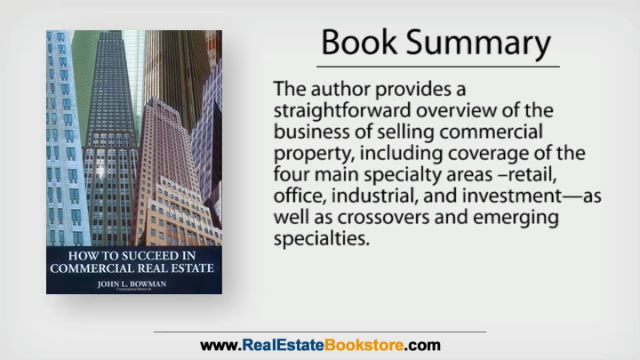 Book Summary
The author provides a
straightforward overview of the
business of selling commercial
property, including coverage of the
four main specialty areas –retail,
office, industrial, and investment—as
well as crossovers and emerging
specialties.
HOW TO SUCCEED IN
COMMERCIAL REAL ESTATE
JOHN L. BOWMAN
www.RealEstateBookstore.com